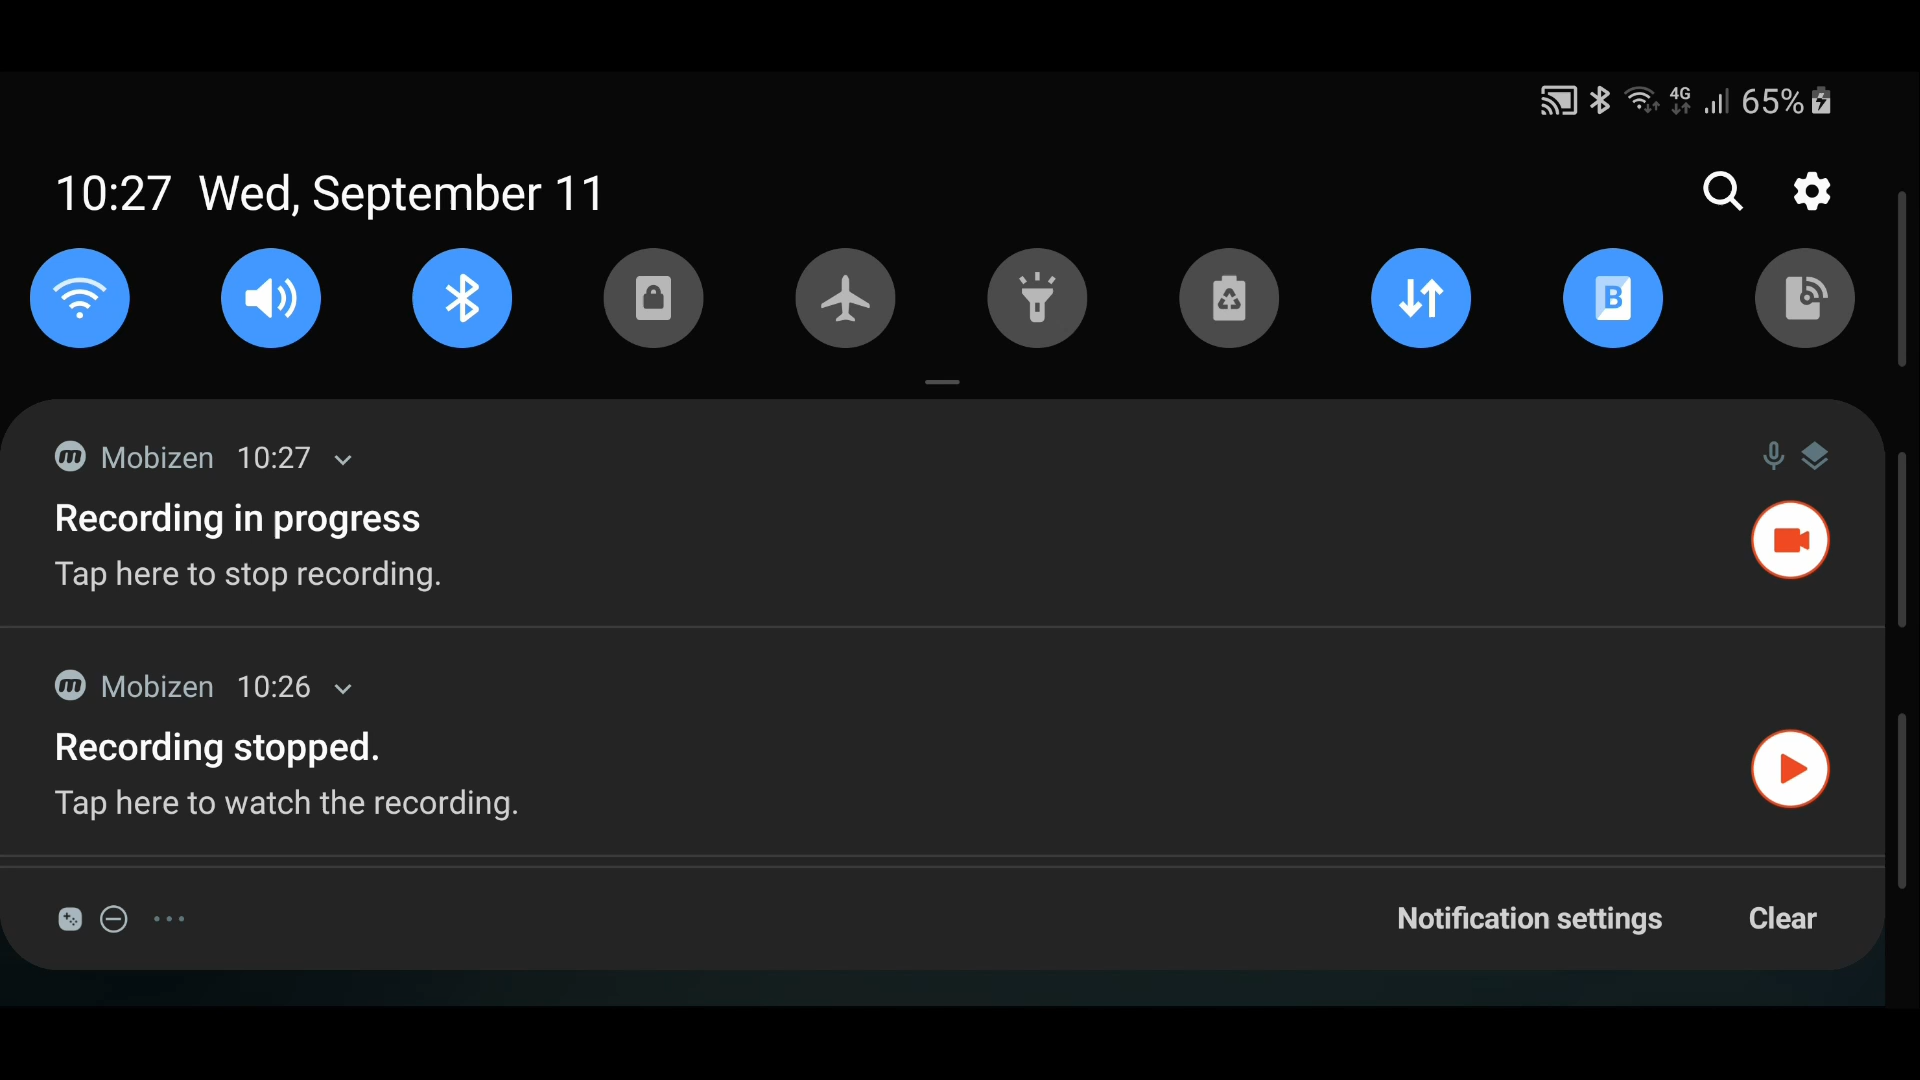 4G 65%
10:27 Wed, September 11
B
Mobizen 10:27
Recording in progress
Tap here to stop recording.
Mobizen 10:26
Recording stopped.
Tap here to watch the recording.
Notification settings Clear